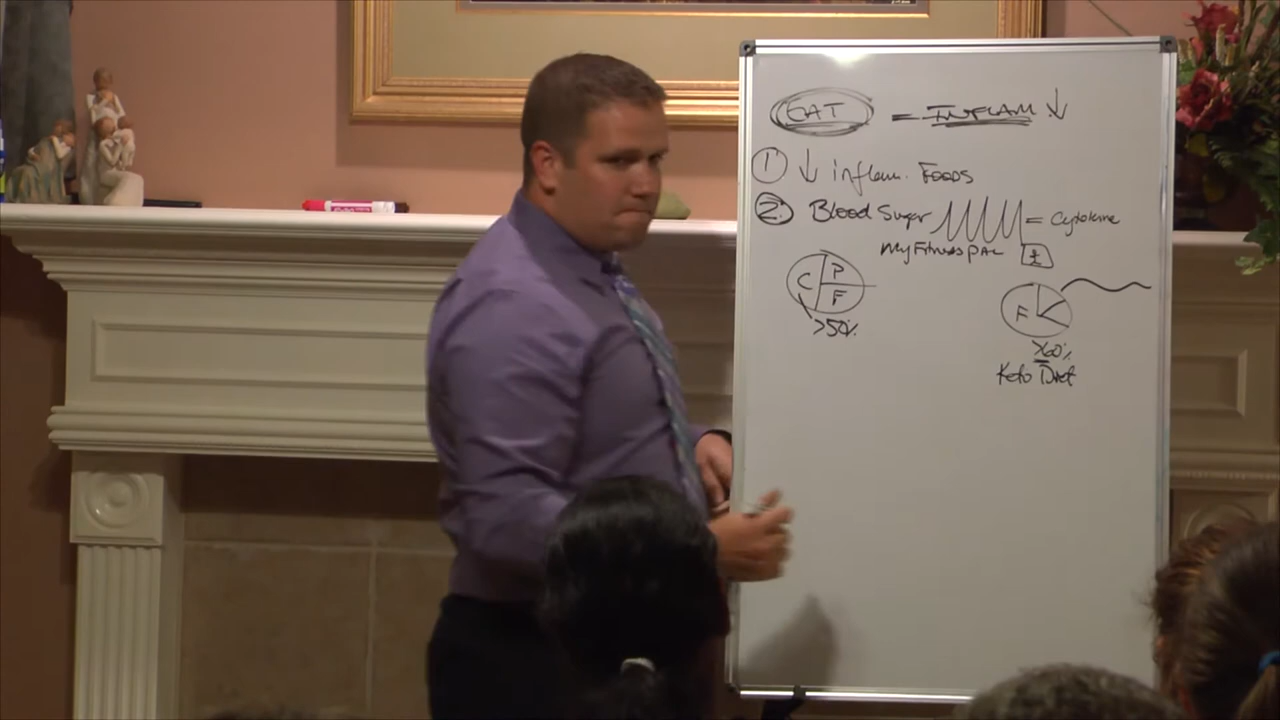 EAT = INFLAM ↓
1 ↓ inflam. FOODS
2. Blood Sugar = Cytokine
MyFitnessPAL £
C P F
>50%
F
>60%
Keto Diet